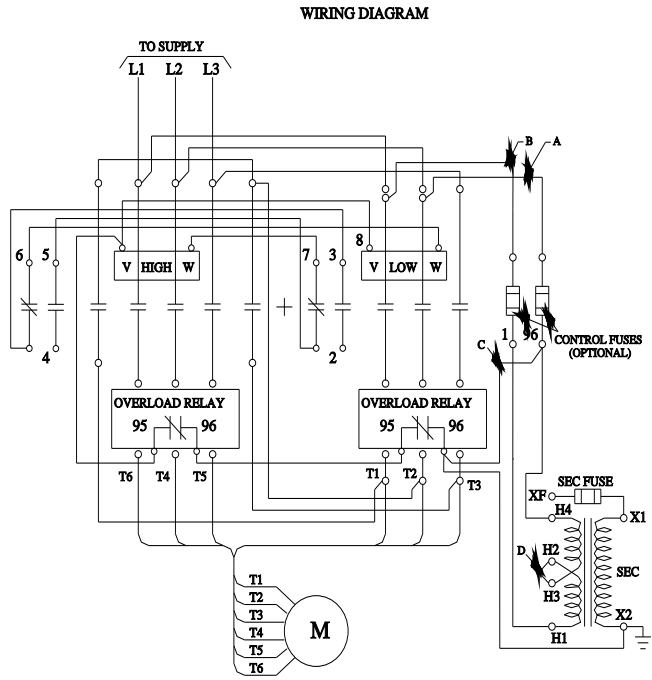 WIRING DIAGRAM
TO SUPPLY
L1 L2 L3
B A
6 5 7 3 8
V HIGH W
V LOW W
1 96
CONTROL FUSES
(OPTIONAL)
4 2
C
OVERLOAD RELAY
95 96
OVERLOAD RELAY
95 96
T6 T4 T5
T1 T2 T3
SEC FUSE
XF
H4 X1
D H2
SEC
H3
H1 X2
T1
T2
T3
T4
T5
T6
M